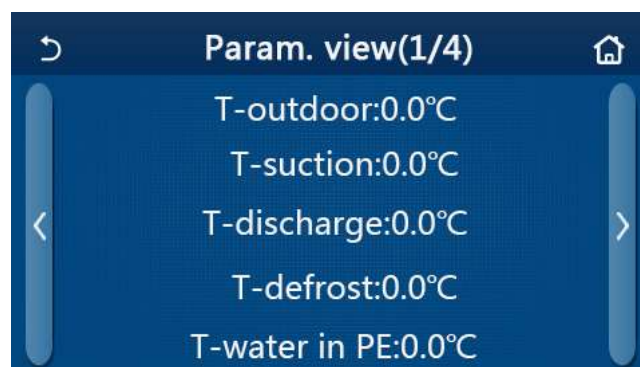 Param. view(1/4)
T-outdoor:0.0℃
T-suction:0.0℃
T-discharge:0.0℃
T-defrost:0.0℃
T-water in PE:0.0℃